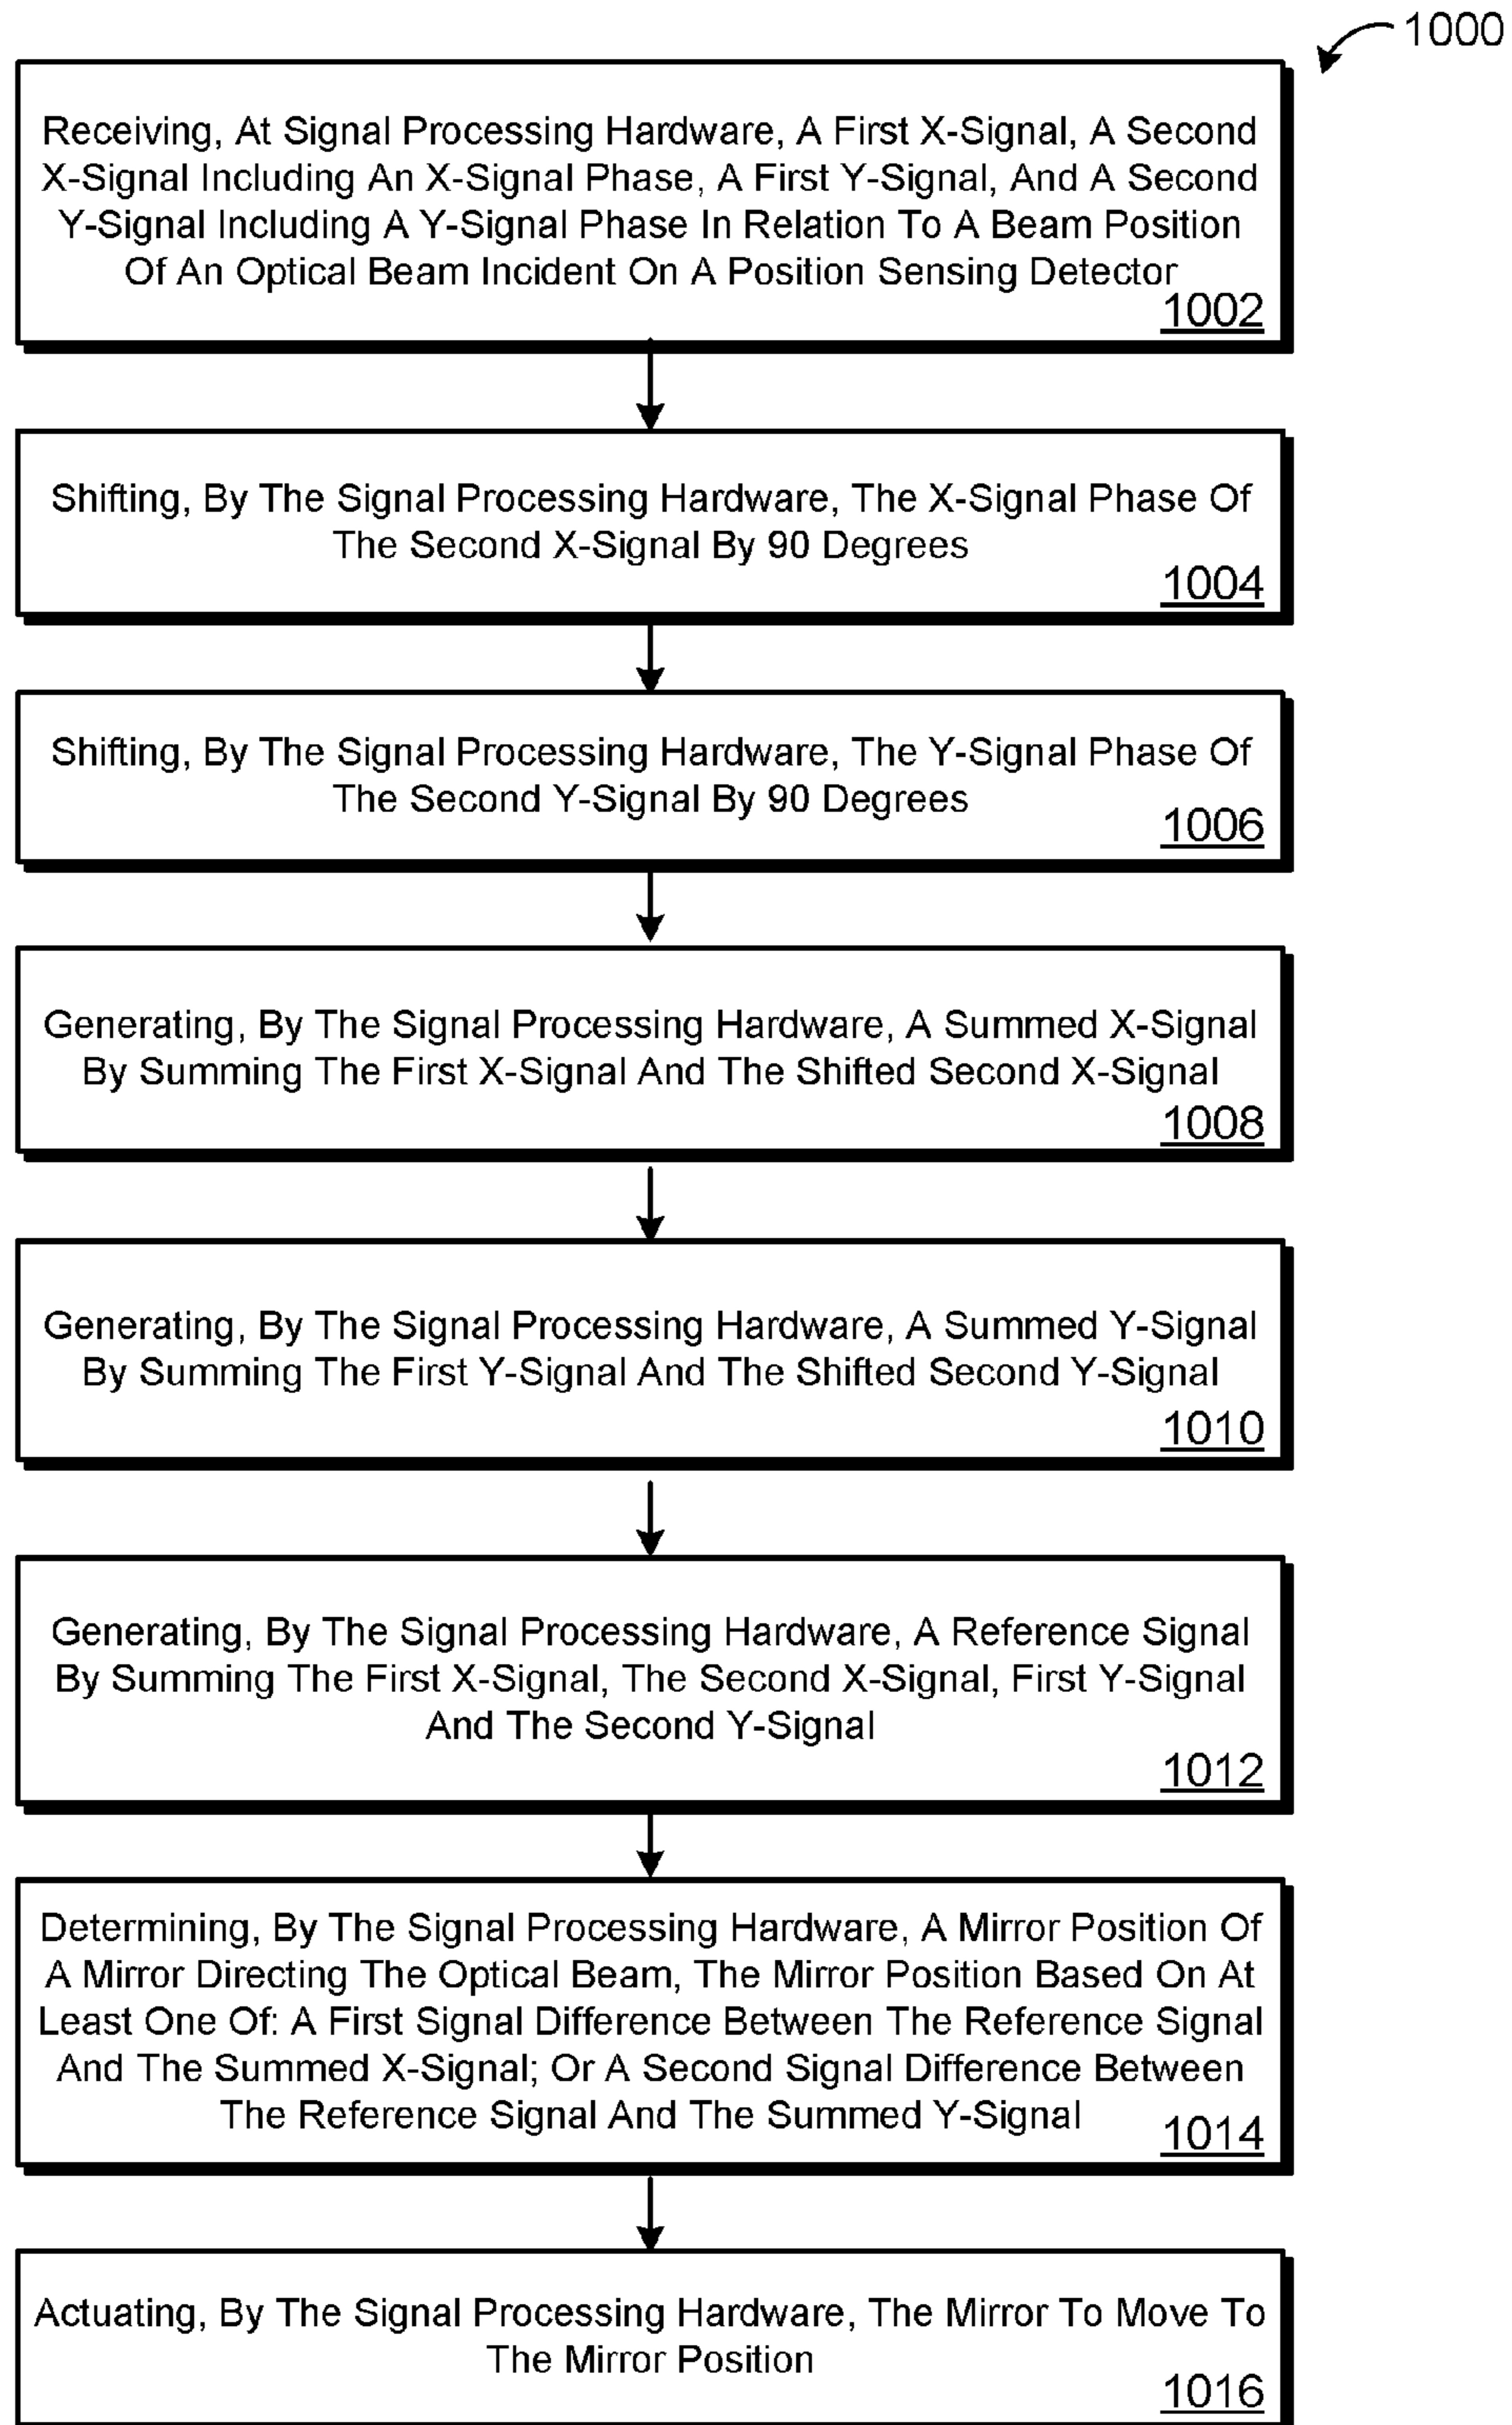 1000
Receiving, At Signal Processing Hardware, A First X-Signal, A Second
X-Signal Including An X-Signal Phase, A First Y-Signal, And A Second
Y-Signal Including A Y-Signal Phase In Relation To A Beam Position
Of An Optical Beam Incident On A Position Sensing Detector
1002
Shifting, By The Signal Processing Hardware, The X-Signal Phase Of
The Second X-Signal By 90 Degrees
1004
Shifting, By The Signal Processing Hardware, The Y-Signal Phase Of
The Second Y-Signal By 90 Degrees
1006
Generating, By The Signal Processing Hardware, A Summed X-Signal
By Summing The First X-Signal And The Shifted Second X-Signal
1008
Generating, By The Signal Processing Hardware, A Summed Y-Signal
By Summing The First Y-Signal And The Shifted Second Y-Signal
1010
Generating, By The Signal Processing Hardware, A Reference Signal
By Summing The First X-Signal, The Second X-Signal, First Y-Signal
And The Second Y-Signal
1012
Determining, By The Signal Processing Hardware, A Mirror Position Of
A Mirror Directing The Optical Beam, The Mirror Position Based On At
Least One Of: A First Signal Difference Between The Reference Signal
And The Summed X-Signal; Or A Second Signal Difference Between
The Reference Signal And The Summed Y-Signal
1014
Actuating, By The Signal Processing Hardware, The Mirror To Move To
The Mirror Position
1016